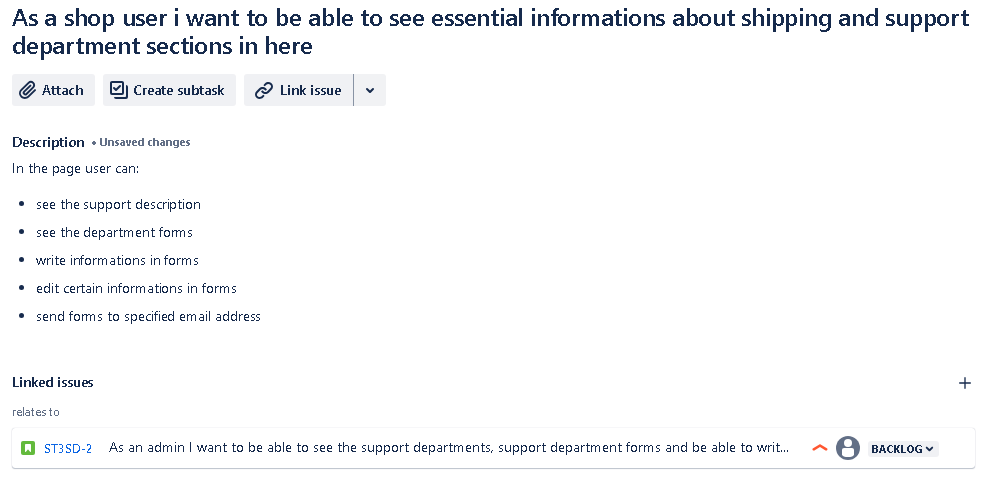 As a shop user i want to be able to see essential informations about shipping and support
department sections in here
Attach
Create subtask
Link issue
Description • Unsaved changes
In the page user can:
• see the support description
• see the department forms
• write informations in forms
• edit certain informations in forms
• send forms to specified email address
Linked issues
relates to
ST3SD-2 As an admin I want to be able to see the support departments, support department forms and be able to writ... BACKLOG